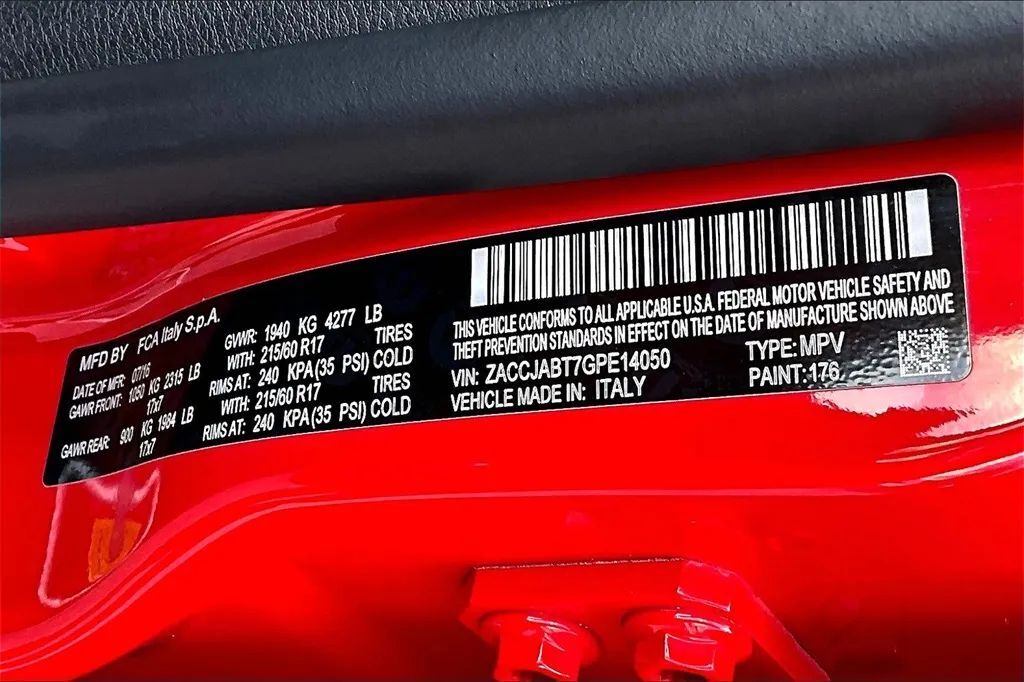 MFD BY FCA Italy S.p.A.
DATE OF MFR: 07/16 GWWR: 1940 KG 4277 LB
GAWR FRONT: 1050 KG 2315 LB WITH: 215/60 R17 TIRES
17x7 RIMS AT: 240 KPA(35 PSI) COLD
GAWR REAR: 900 KG 1984 LB WITH: 215/60 R17 TIRES
17x7 RIMS AT: 240 KPA(35 PSI) COLD
THIS VEHICLE CONFORMS TO ALL APPLICABLE U.S.A. FEDERAL MOTOR VEHICLE SAFETY AND
THEFT PREVENTION STANDARDS IN EFFECT ON THE DATE OF MANUFACTURE SHOWN ABOVE
VIN: ZACCJABT7GPE14050 TYPE: MPV
VEHICLE MADE IN: ITALY PAINT: 176